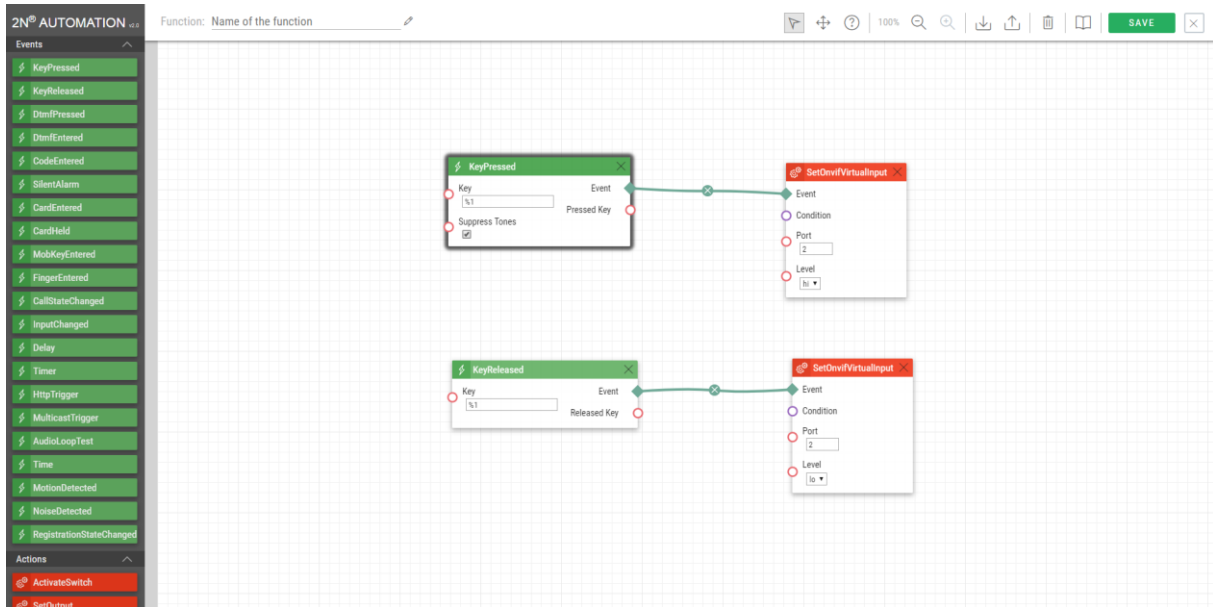 2N® AUTOMATION v2.0
Function: Name of the function
100%
SAVE
Events
KeyPressed
KeyReleased
DtmfPressed
DtmfEntered
CodeEntered
SilentAlarm
CardEntered
CardHeld
MobKeyEntered
FingerEntered
CallStateChanged
InputChanged
Delay
Timer
HttpTrigger
MulticastTrigger
AudioLoopTest
Time
MotionDetected
NoiseDetected
RegistrationStateChanged
Actions
ActivateSwitch
SetOutput
KeyPressed
Key
Event
%1
Pressed Key
Suppress Tones
SetOnvifVirtualInput
Event
Condition
Port
2
Level
hi
KeyReleased
Key
Event
%1
Released Key
SetOnvifVirtualInput
Event
Condition
Port
2
Level
lo